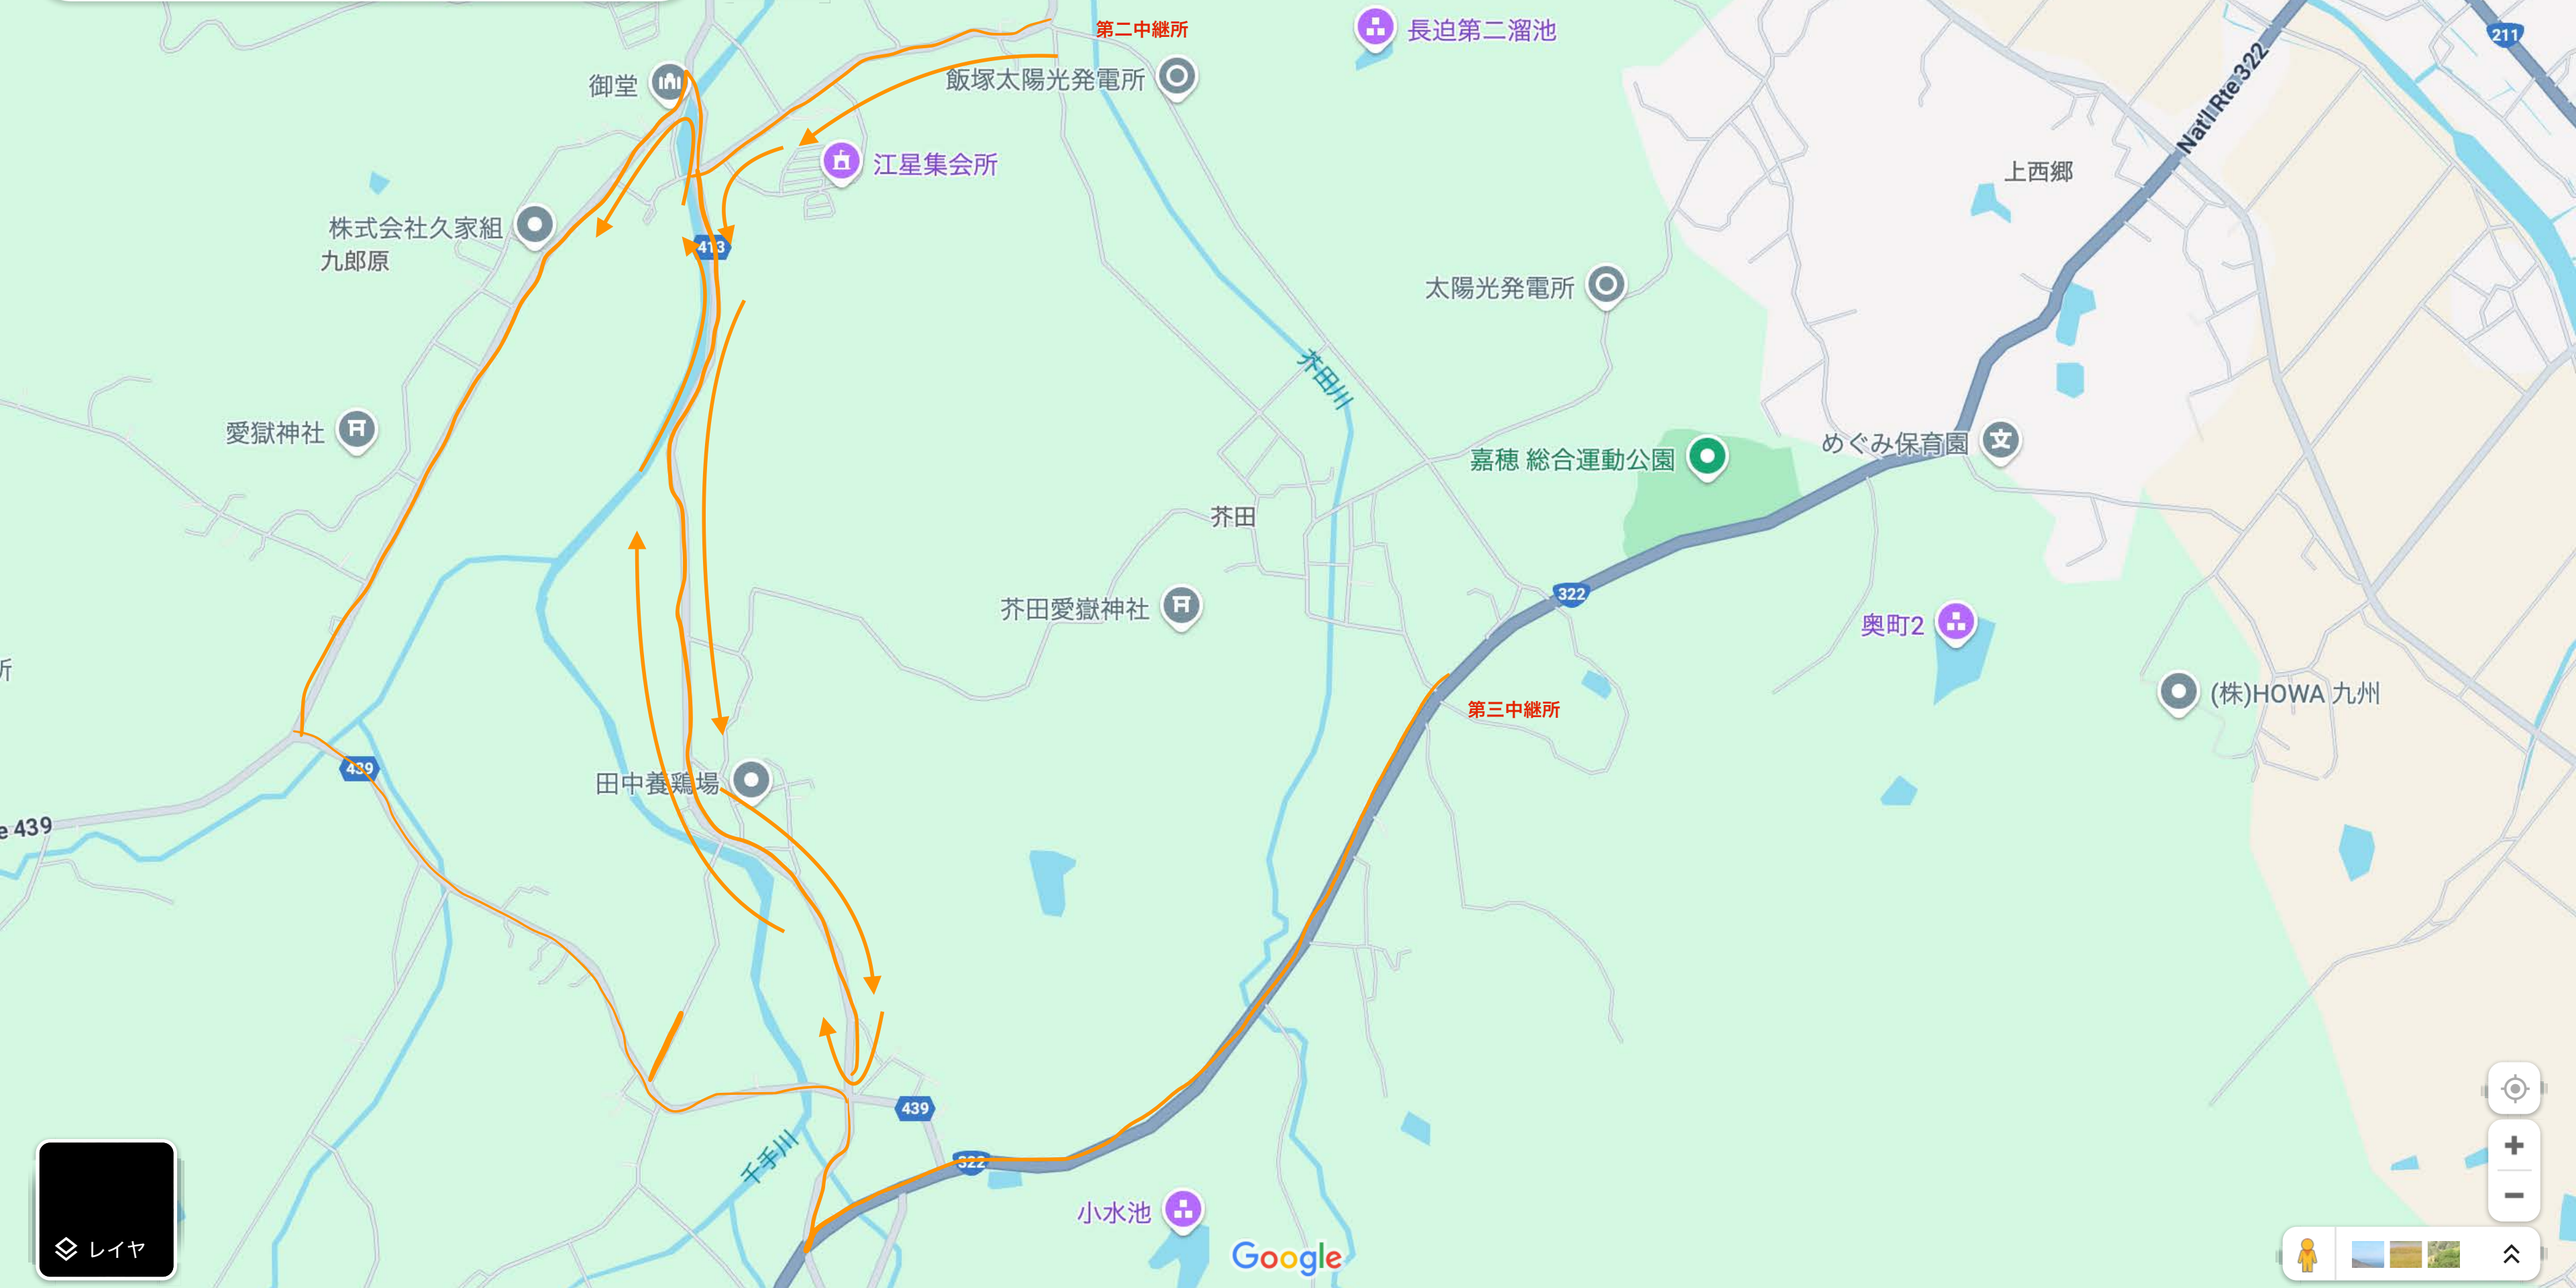 第二中継所
長迫第二溜池
211
Nat'l Rte 322
御堂
飯塚太陽光発電所
江星集会所
上西郷
株式会社久家組
九郎原
413
太陽光発電所
芥田川
愛嶽神社
嘉穂 総合運動公園
めぐみ保育園
芥田
322
芥田愛嶽神社
奥町2
所
第三中継所
(株)HOWA 九州
439
田中養鶏場
e 439
439
千手川
322
小水池
レイヤ
Google